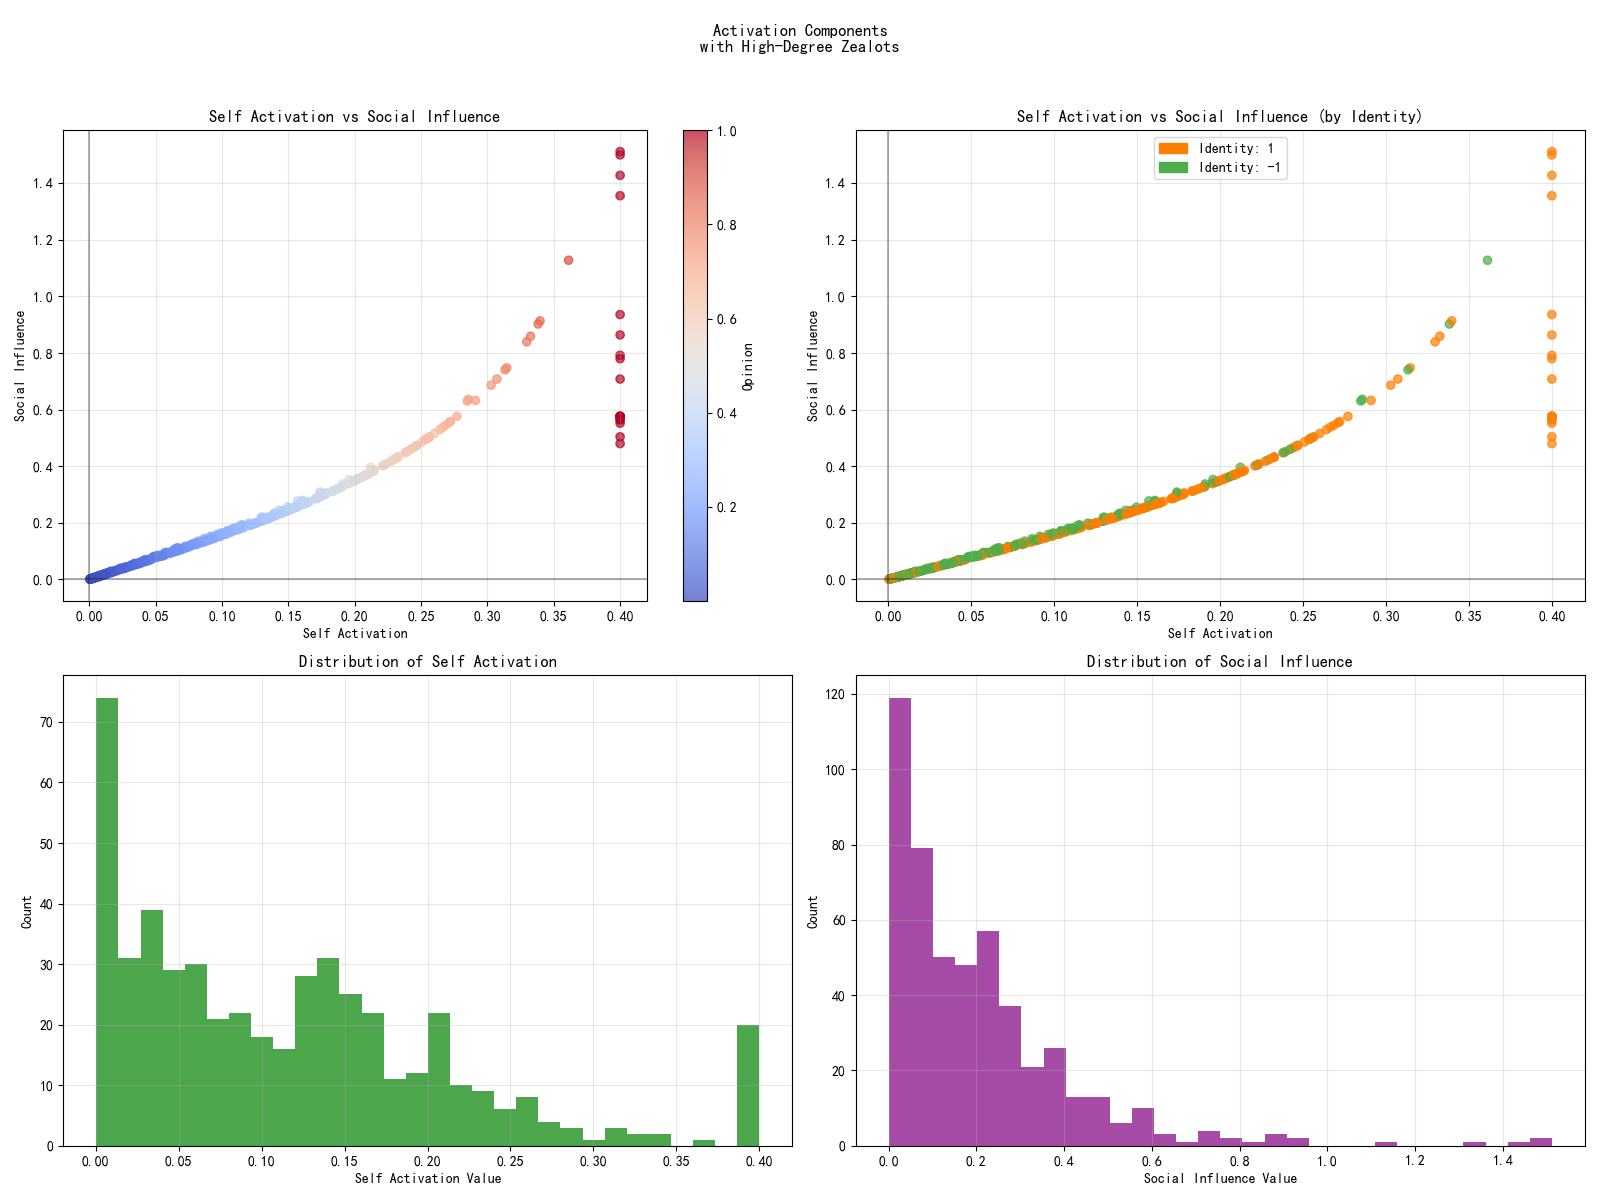 Activation Components
with High-Degree Zealots
Self Activation vs Social Influence
Social Influence
1.4
1.2
1.0
0.8
0.6
0.4
0.2
0.0
0.00 0.05 0.10 0.15 0.20 0.25 0.30 0.35 0.40
Self Activation
1.0
0.8
0.6
0.4
0.2
Opinion
Self Activation vs Social Influence (by Identity)
Identity: 1
Identity: -1
Social Influence
1.4
1.2
1.0
0.8
0.6
0.4
0.2
0.0
0.00 0.05 0.10 0.15 0.20 0.25 0.30 0.35 0.40
Self Activation
Distribution of Self Activation
Count
70
60
50
40
30
20
10
0
0.00 0.05 0.10 0.15 0.20 0.25 0.30 0.35 0.40
Self Activation Value
Distribution of Social Influence
Count
120
100
80
60
40
20
0
0.0 0.2 0.4 0.6 0.8 1.0 1.2 1.4
Social Influence Value